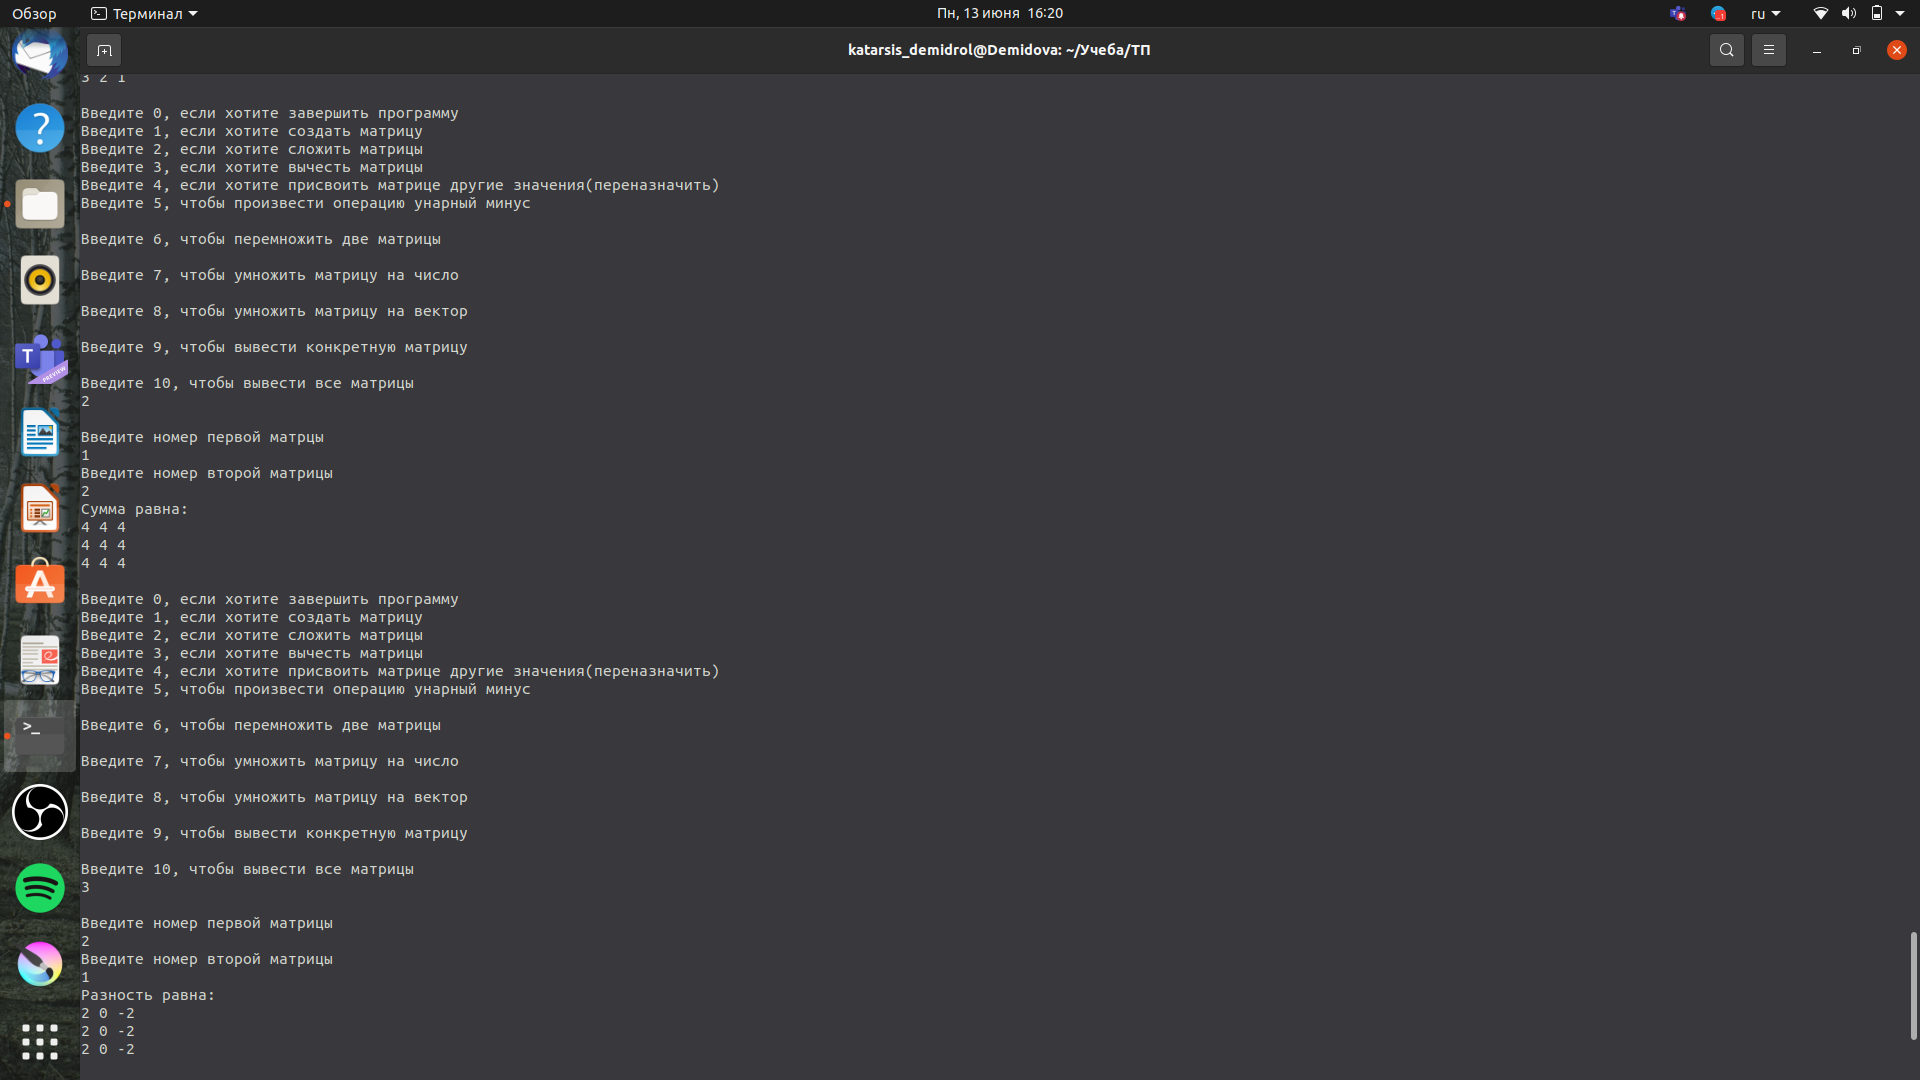 Обзор
Терминал
Пн, 13 июня 16:20
ru
katarsis_demidrol@Demidova: ~/Учеба/ТП
3 2 1
Введите 0, если хотите завершить программу
Введите 1, если хотите создать матрицу
Введите 2, если хотите сложить матрицы
Введите 3, если хотите вычесть матрицы
Введите 4, если хотите присвоить матрице другие значения(переназначить)
Введите 5, чтобы произвести операцию унарный минус
Введите 6, чтобы перемножить две матрицы
Введите 7, чтобы умножить матрицу на число
Введите 8, чтобы умножить матрицу на вектор
Введите 9, чтобы вывести конкретную матрицу
Введите 10, чтобы вывести все матрицы
2
Введите номер первой матрцы
1
Введите номер второй матрицы
2
Сумма равна:
4 4 4
4 4 4
4 4 4
Введите 0, если хотите завершить программу
Введите 1, если хотите создать матрицу
Введите 2, если хотите сложить матрицы
Введите 3, если хотите вычесть матрицы
Введите 4, если хотите присвоить матрице другие значения(переназначить)
Введите 5, чтобы произвести операцию унарный минус
Введите 6, чтобы перемножить две матрицы
Введите 7, чтобы умножить матрицу на число
Введите 8, чтобы умножить матрицу на вектор
Введите 9, чтобы вывести конкретную матрицу
Введите 10, чтобы вывести все матрицы
3
Введите номер первой матрицы
2
Введите номер второй матрицы
1
Разность равна:
2 0 -2
2 0 -2
2 0 -2